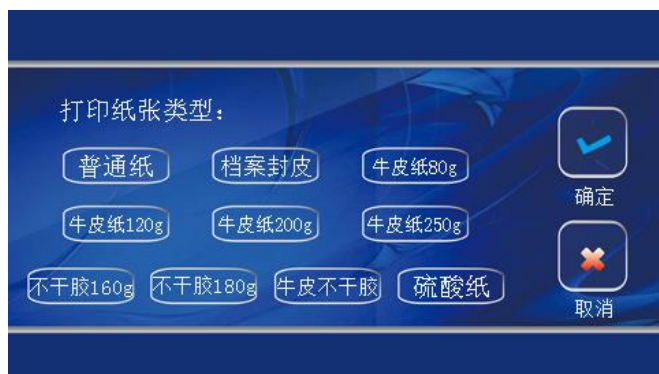 打印纸张类型：
普通纸 档案封皮 牛皮纸80g
确定
牛皮纸120g 牛皮纸200g 牛皮纸250g
不干胶160g 不干胶180g 牛皮不干胶 硫酸纸
取消